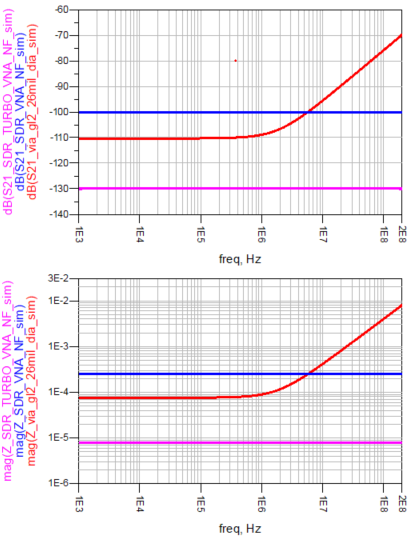 dB(S21_SDR_TURBO_VNA_NF_sim)
dB(S21_SDR_VNA_NF_sim)
dB(S21_via_gl2_26mil_dia_sim)
-60
-70
-80
-90
-100
-110
-120
-130
-140
1E3
1E4
1E5
1E6
1E7
1E8
2E8
freq, Hz
mag(Z_SDR_TURBO_VNA_NF_sim)
mag(Z_SDR_VNA_NF_sim)
mag(Z_via_gl2_26mil_dia_sim)
3E-2
1E-2
1E-3
1E-4
1E-5
1E-6
1E3
1E4
1E5
1E6
1E7
1E8
2E8
freq, Hz